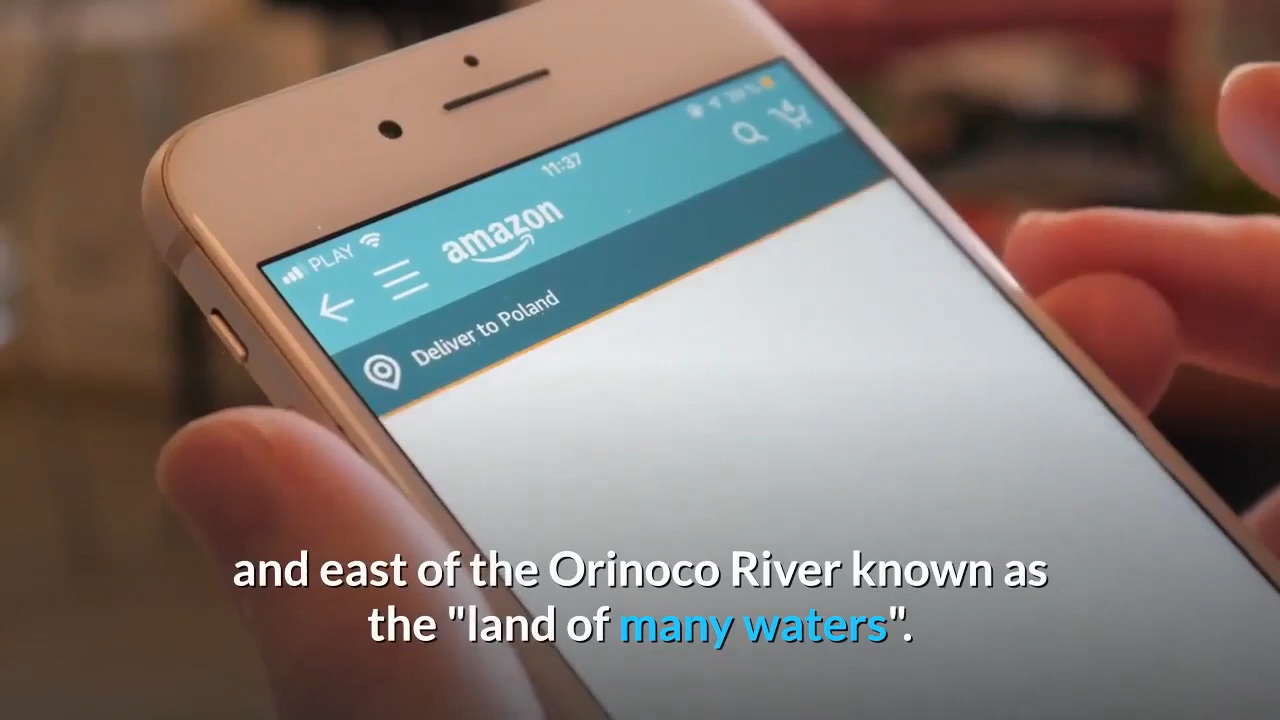 11:37
PLAY
amazon
Deliver to Poland
and east of the Orinoco River known as
the "land of many waters".